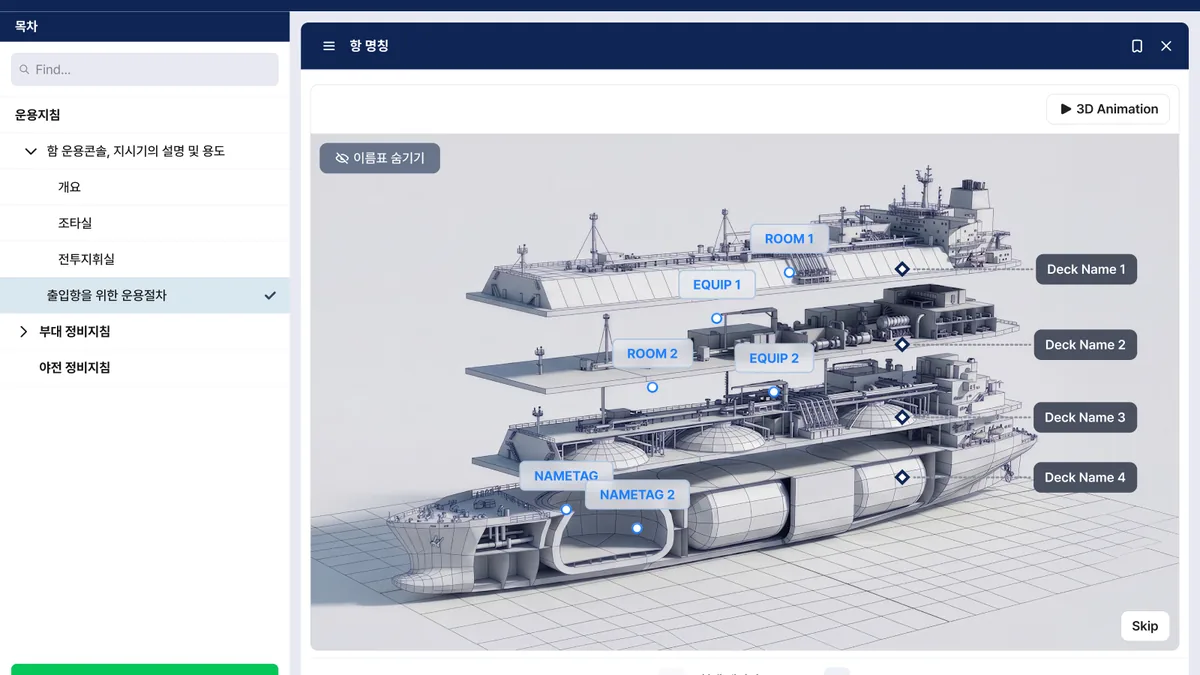 목차
Find...
운용지침
함 운용콘솔, 지시기의 설명 및 용도
개요
조타실
전투지휘실
출입항을 위한 운용절차
부대 정비지침
야전 정비지침
함 명칭
3D Animation
이름표 숨기기
ROOM 1
EQUIP 1
ROOM 2
EQUIP 2
NAMETAG
NAMETAG 2
Deck Name 1
Deck Name 2
Deck Name 3
Deck Name 4
Skip